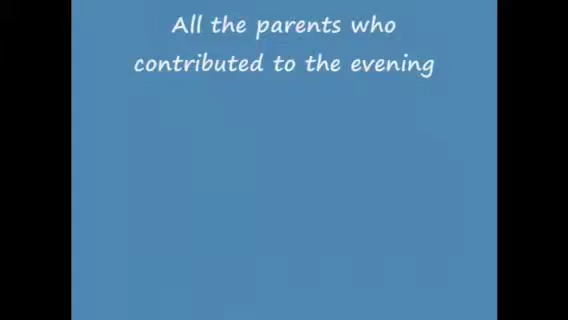 All the parents who
contributed to the evening